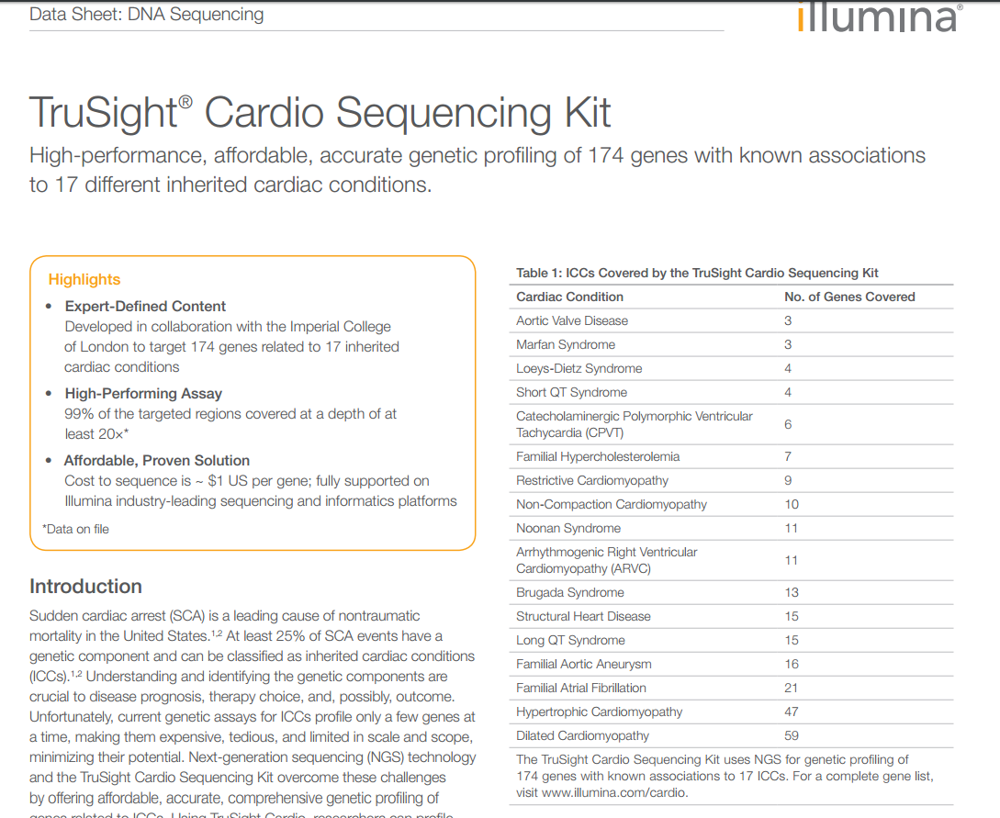 Data Sheet: DNA Sequencing
illumina®
TruSight® Cardio Sequencing Kit
High-performance, affordable, accurate genetic profiling of 174 genes with known associations
to 17 different inherited cardiac conditions.
Highlights
• Expert-Defined Content
Developed in collaboration with the Imperial College
of London to target 174 genes related to 17 inherited
cardiac conditions
• High-Performing Assay
99% of the targeted regions covered at a depth of at
least 20×*
• Affordable, Proven Solution
Cost to sequence is ~ $1 US per gene; fully supported on
Illumina industry-leading sequencing and informatics platforms
*Data on file
Introduction
Sudden cardiac arrest (SCA) is a leading cause of nontraumatic
mortality in the United States.¹,² At least 25% of SCA events have a
genetic component and can be classified as inherited cardiac conditions
(ICCs).¹,² Understanding and identifying the genetic components are
crucial to disease prognosis, therapy choice, and, possibly, outcome.
Unfortunately, current genetic assays for ICCs profile only a few genes at
a time, making them expensive, tedious, and limited in scale and scope,
minimizing their potential. Next-generation sequencing (NGS) technology
and the TruSight Cardio Sequencing Kit overcome these challenges
by offering affordable, accurate, comprehensive genetic profiling of
genes related to ICCs. Using TruSight Cardio, researchers can profile
Table 1: ICCs Covered by the TruSight Cardio Sequencing Kit
Cardiac Condition No. of Genes Covered
Aortic Valve Disease 3
Marfan Syndrome 3
Loeys-Dietz Syndrome 4
Short QT Syndrome 4
Catecholaminergic Polymorphic Ventricular
Tachycardia (CPVT) 6
Familial Hypercholesterolemia 7
Restrictive Cardiomyopathy 9
Non-Compaction Cardiomyopathy 10
Noonan Syndrome 11
Arrhythmogenic Right Ventricular
Cardiomyopathy (ARVC) 11
Brugada Syndrome 13
Structural Heart Disease 15
Long QT Syndrome 15
Familial Aortic Aneurysm 16
Familial Atrial Fibrillation 21
Hypertrophic Cardiomyopathy 47
Dilated Cardiomyopathy 59
The TruSight Cardio Sequencing Kit uses NGS for genetic profiling of
174 genes with known associations to 17 ICCs. For a complete gene list,
visit www.illumina.com/cardio.